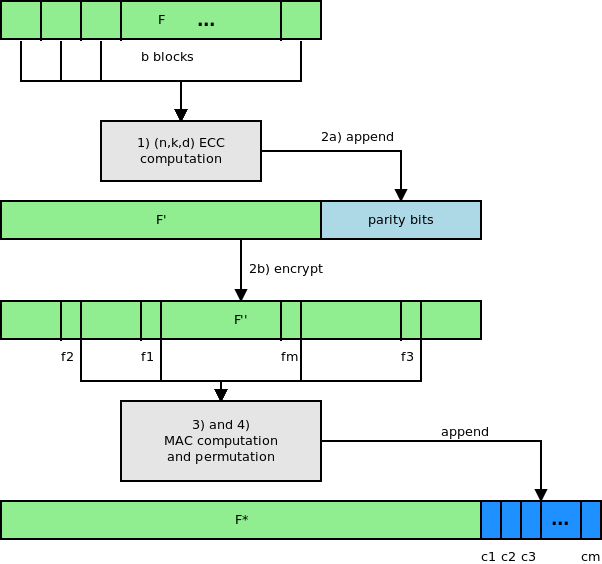 F ...
b blocks
1) (n,k,d) ECC
computation
2a) append
F' parity bits
2b) encrypt
F''
f2 f1 fm f3
3) and 4)
MAC computation
and permutation
append
F* ...
c1 c2 c3 cm